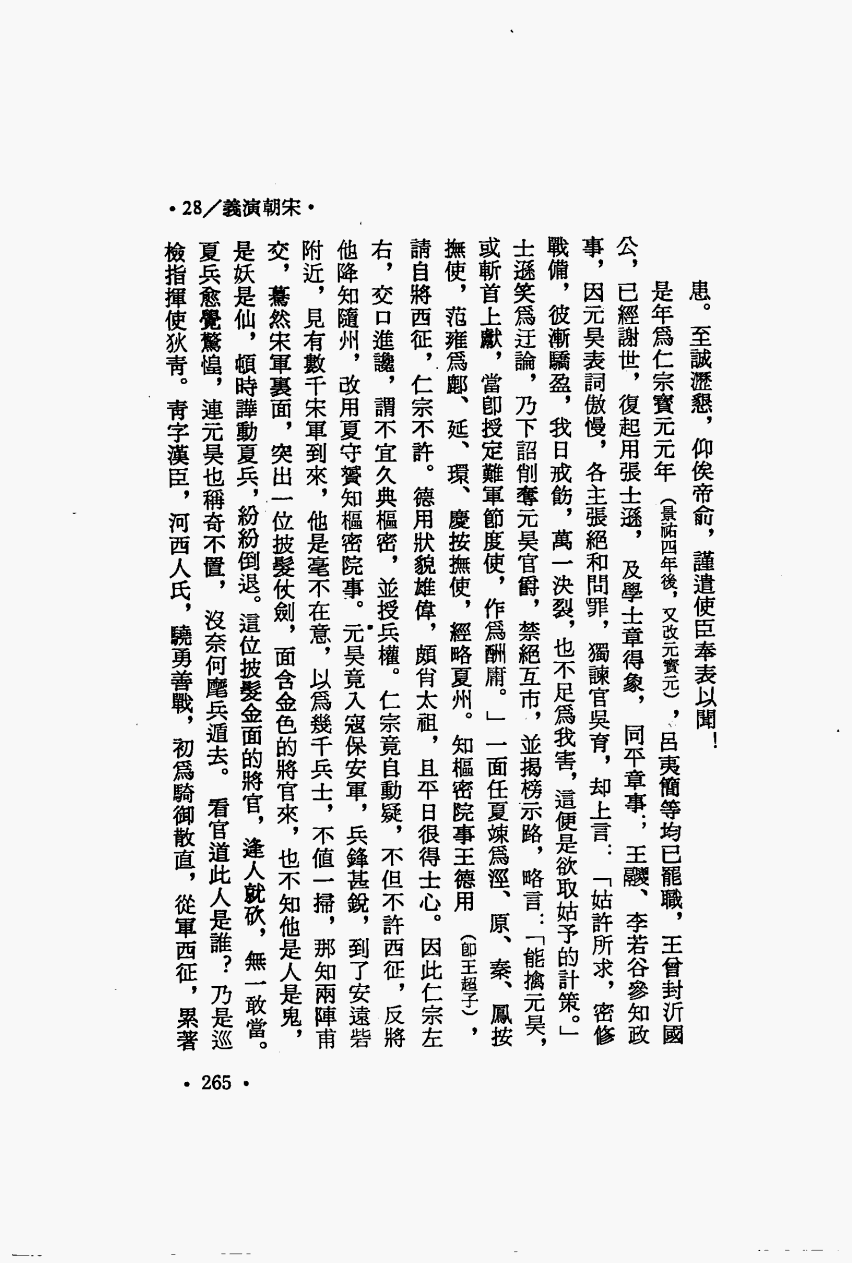 •28/義演朝宋•
患。至誠瀝懇，仰俟帝俞，謹遣使臣奉表以聞！
是年爲仁宗寶元元年（景祐四年後，又改元寶元），呂夷簡等均已罷職，王曾封沂國
公，已經謝世，復起用張士遜，及學士章得象，同平章事；王鬷、李若谷參知政
事，因元昊表詞傲慢，各主張絕和問罪，獨諫官吳育，却上言：「姑許所求，密修
戰備，彼漸驕盈，我日戒飭，萬一決裂，也不足爲我害，這便是欲取姑予的計策。」
士遜笑爲迂論，乃下詔削奪元昊官爵，禁絕互市，並揭榜示路，略言：「能擒元昊，
或斬首上獻，當卽授定難軍節度使，作爲酬庸。」一面任夏竦爲涇、原、秦、鳳按
撫使，范雍爲鄜、延、環、慶按撫使，經略夏州。知樞密院事王德用（卽王超子），
請自將西征，仁宗不許。德用狀貌雄偉，頗肖太祖，且平日很得士心。因此仁宗左
右，交口進讒，謂不宜久典樞密，並授兵權。仁宗竟自動疑，不但不許西征，反將
他降知隨州，改用夏守贇知樞密院事。元昊竟入寇保安軍，兵鋒甚銳，到了安遠砦
附近，見有數千宋軍到來，他是毫不在意，以爲幾千兵士，不值一掃，那知兩陣甫
交，驀然宋軍裏面，突出一位披髮仗劍，面含金色的將官來，也不知他是人是鬼，
是妖是仙，頓時譁動夏兵，紛紛倒退。這位披髮金面的將官，逢人就砍，無一敢當。
夏兵愈覺驚惶，連元昊也稱奇不置，沒奈何麾兵遁去。看官道此人是誰？乃是巡
檢指揮使狄青。青字漢臣，河西人氏，驍勇善戰，初爲騎御散直，從軍西征，累著
•265•